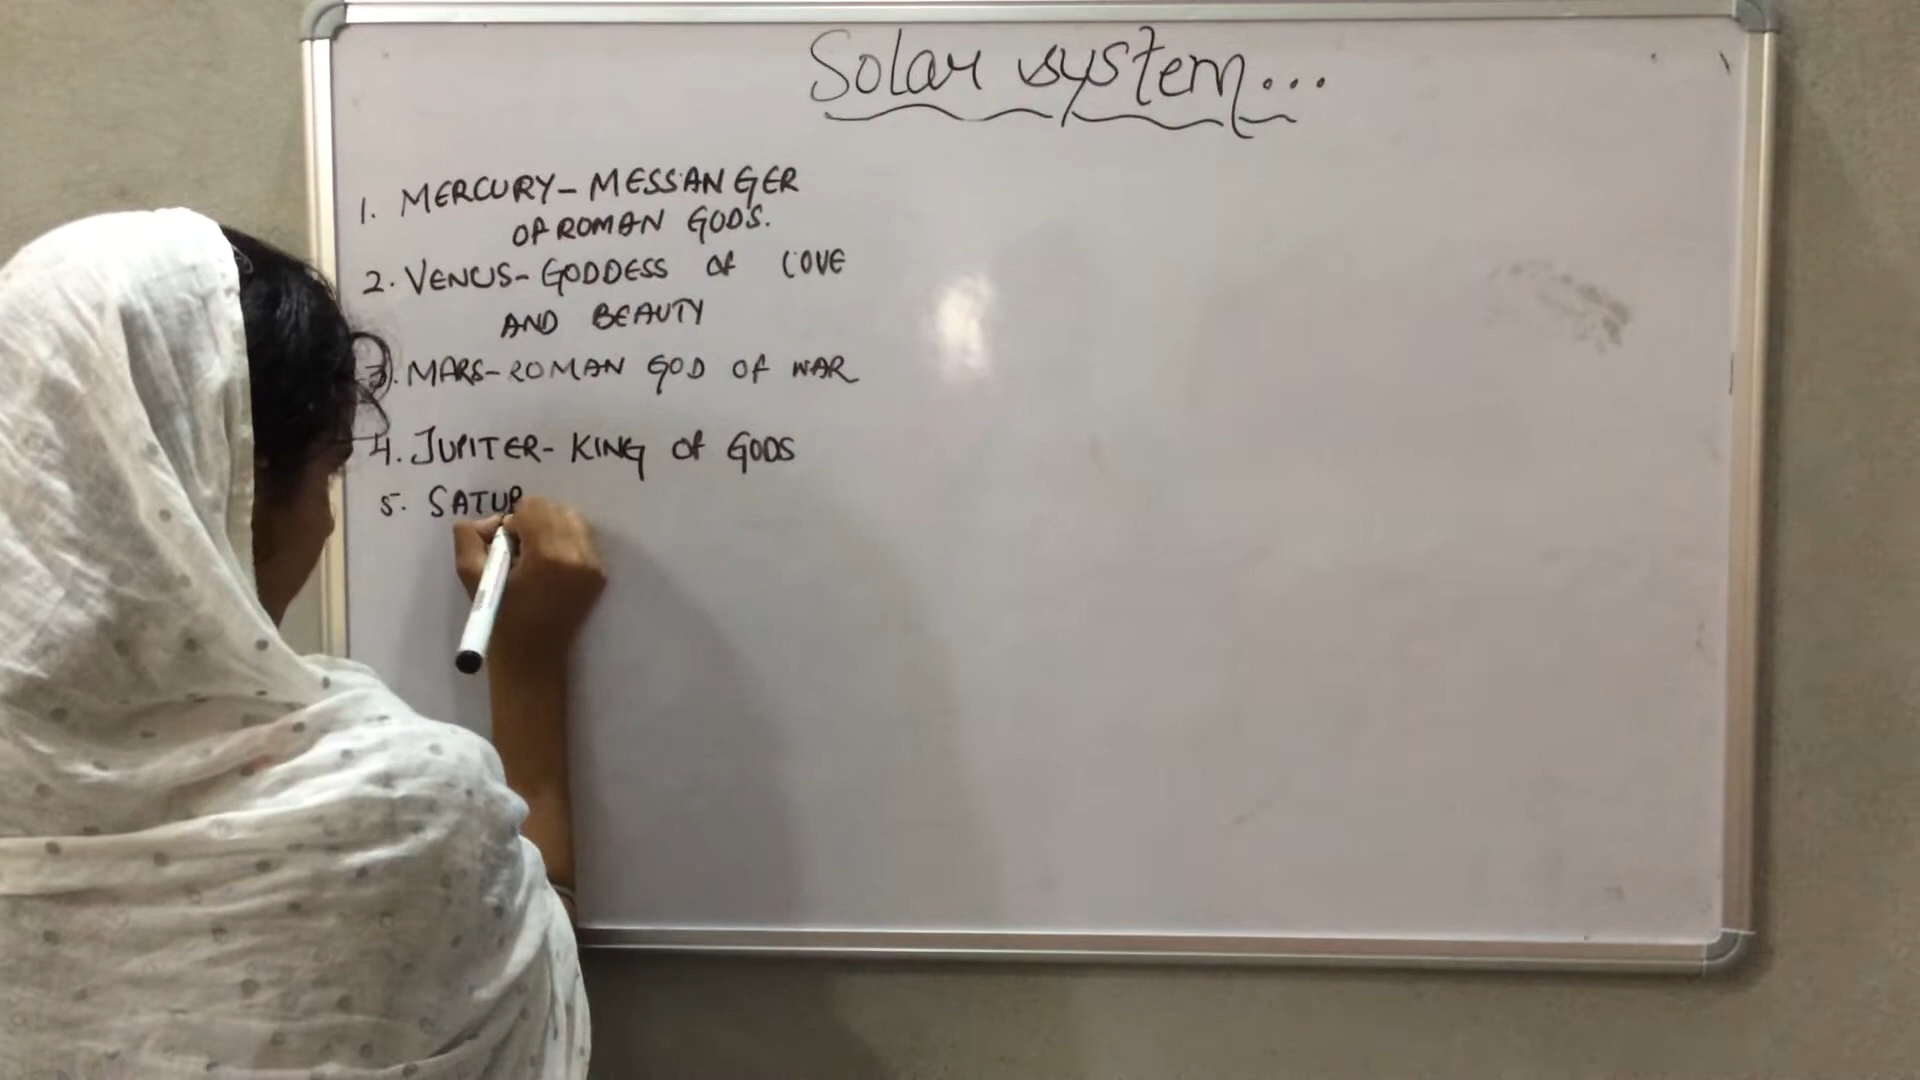 Solar system...
1. MERCURY - MESSANGER
OF ROMAN GODS.
2. VENUS - GODDESS OF LOVE
AND BEAUTY
3. MARS - ROMAN GOD OF WAR
4. JUPITER - KING OF GODS
5. SATUR